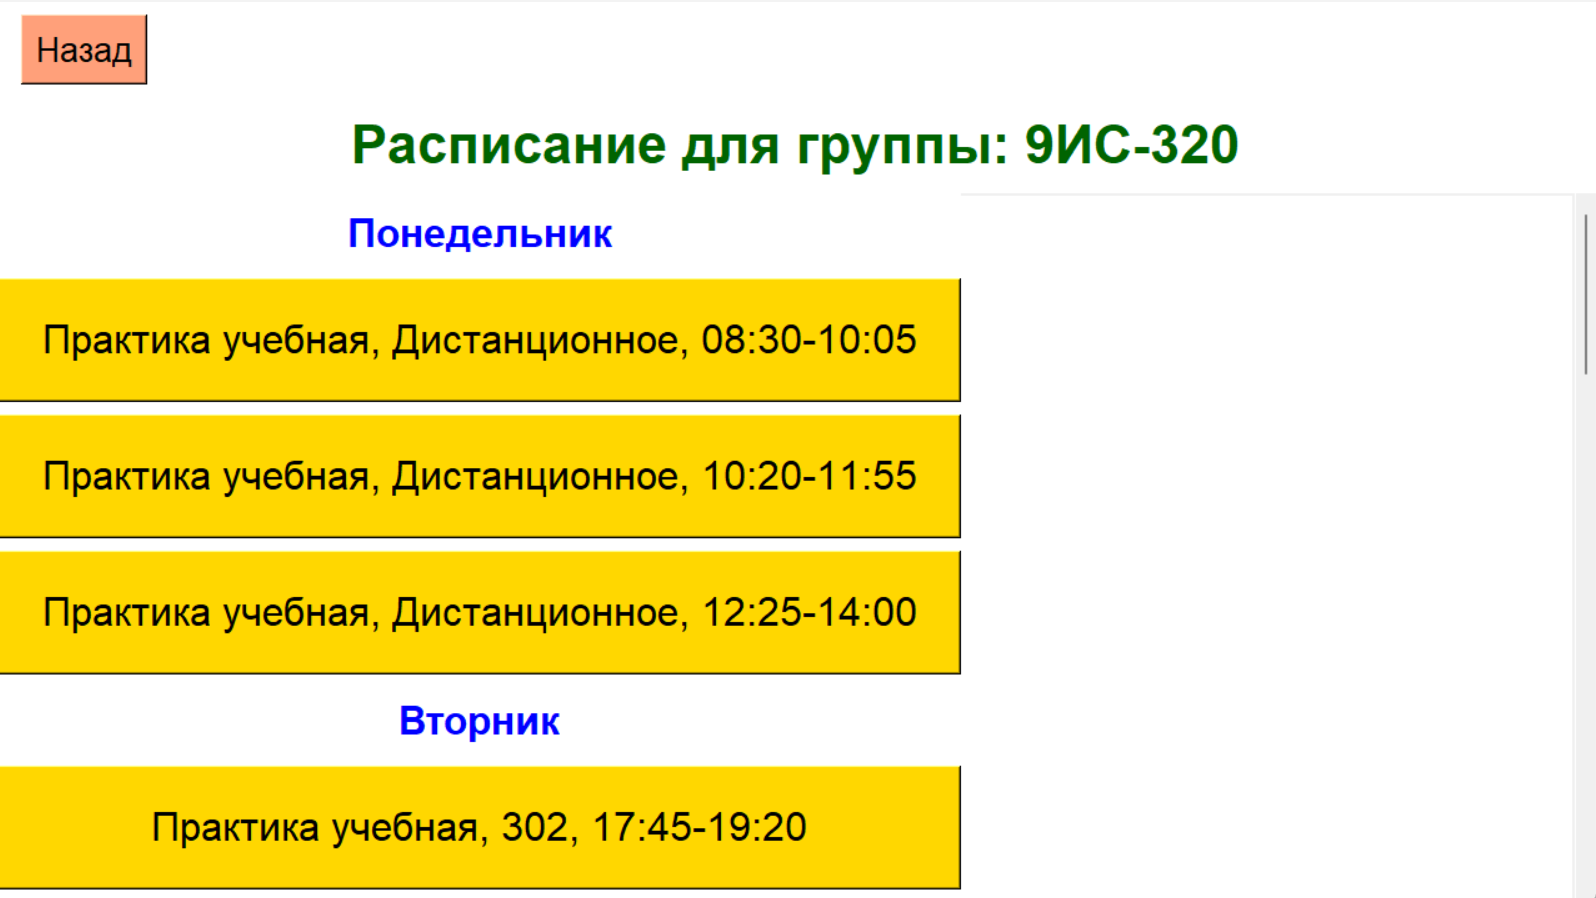 Назад
Расписание для группы: 9ИС-320
Понедельник
Практика учебная, Дистанционное, 08:30-10:05
Практика учебная, Дистанционное, 10:20-11:55
Практика учебная, Дистанционное, 12:25-14:00
Вторник
Практика учебная, 302, 17:45-19:20